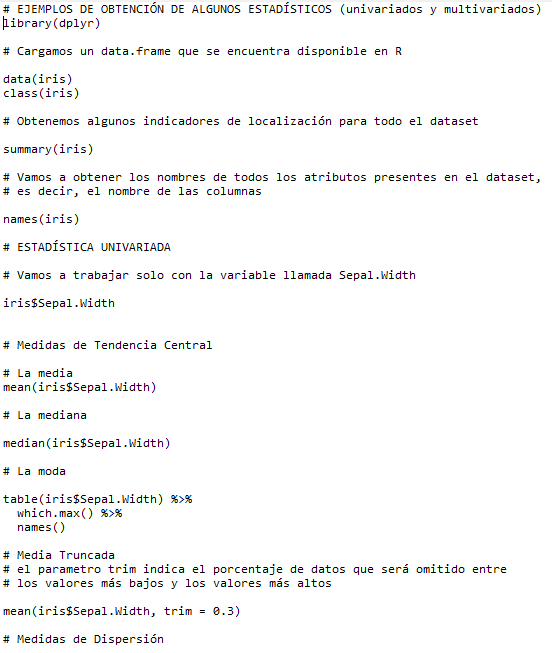 # EJEMPLOS DE OBTENCIÓN DE ALGUNOS ESTADÍSTICOS (univariados y multivariados)
library(dplyr)
# Cargamos un data.frame que se encuentra disponible en R
data(iris)
class(iris)
# Obtenemos algunos indicadores de localización para todo el dataset
summary(iris)
# Vamos a obtener los nombres de todos los atributos presentes en el dataset,
# es decir, el nombre de las columnas
names(iris)
# ESTADÍSTICA UNIVARIADA
# Vamos a trabajar solo con la variable llamada Sepal.Width
iris$Sepal.Width
# Medidas de Tendencia Central
# La media
mean(iris$Sepal.Width)
# La mediana
median(iris$Sepal.Width)
# La moda
table(iris$Sepal.Width) %>%
  which.max() %>%
  names()
# Media Truncada
# el parametro trim indica el porcentaje de datos que será omitido entre
# los valores más bajos y los valores más altos
mean(iris$Sepal.Width, trim = 0.3)
# Medidas de Dispersión